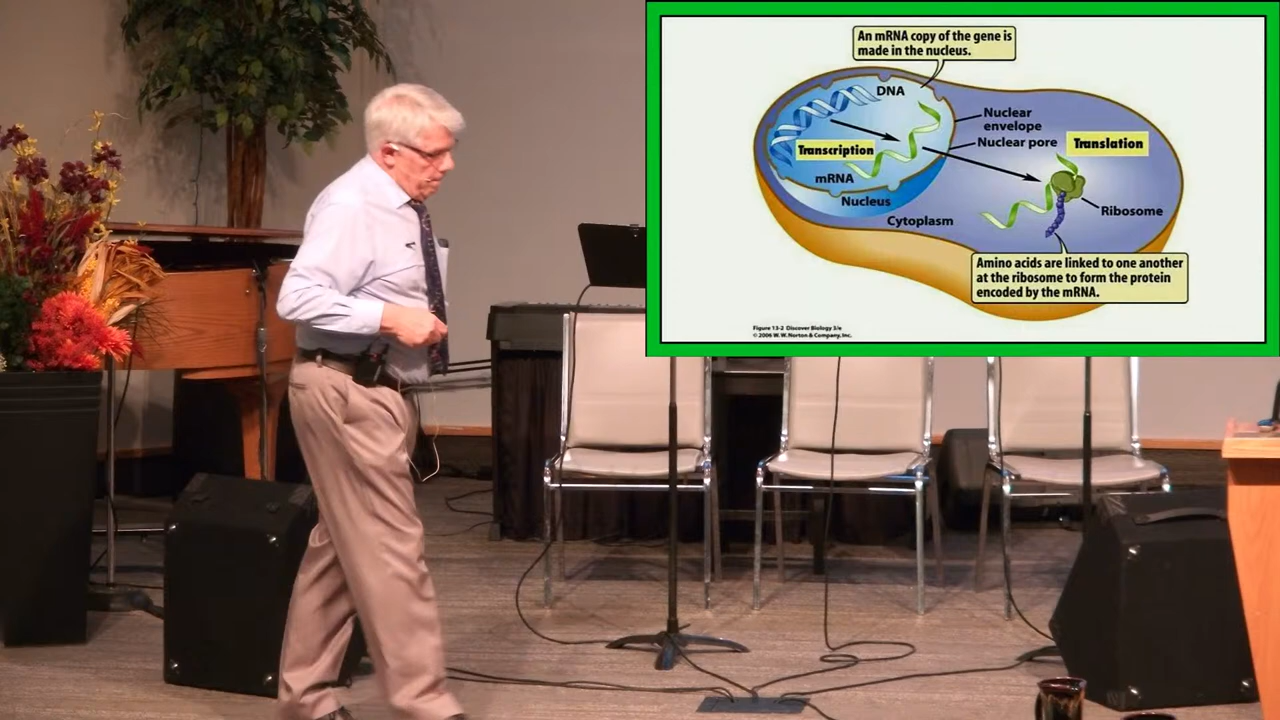 An mRNA copy of the gene is
made in the nucleus.
DNA
Nuclear
envelope
Nuclear pore
Translation
Transcription
mRNA
Nucleus
Cytoplasm
Ribosome
Amino acids are linked to one another
at the ribosome to form the protein
encoded by the mRNA.
Figure 13-2 Discover Biology 3/e
© 2006 W. W. Norton & Company, Inc.